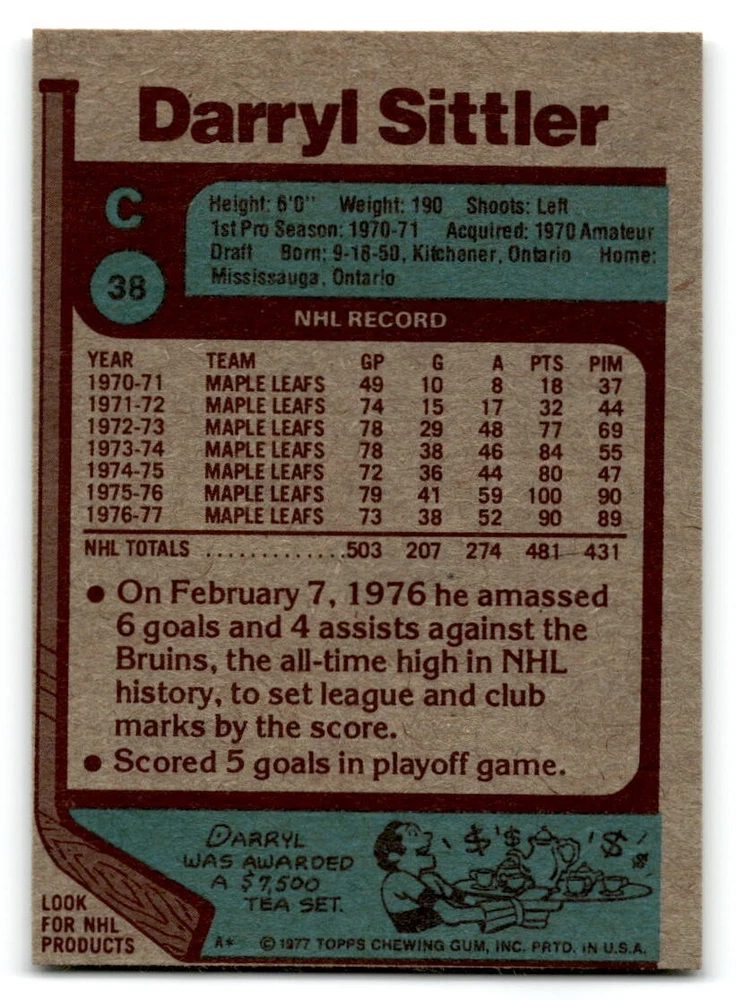 Darryl Sittler
C
38
Height: 6'0" Weight: 190 Shoots: Left
1st Pro Season: 1970-71 Acquired: 1970 Amateur
Draft Born: 9-18-50, Kitchener, Ontario Home:
Mississauga, Ontario
NHL RECORD
YEAR TEAM GP G A PTS PIM
1970-71 MAPLE LEAFS 49 10 8 18 37
1971-72 MAPLE LEAFS 74 15 17 32 44
1972-73 MAPLE LEAFS 78 29 48 77 69
1973-74 MAPLE LEAFS 78 38 46 84 55
1974-75 MAPLE LEAFS 72 36 44 80 47
1975-76 MAPLE LEAFS 79 41 59 100 90
1976-77 MAPLE LEAFS 73 38 52 90 89
NHL TOTALS .............503 207 274 481 431
• On February 7, 1976 he amassed
6 goals and 4 assists against the
Bruins, the all-time high in NHL
history, to set league and club
marks by the score.
• Scored 5 goals in playoff game.
DARRYL
WAS AWARDED
A $7,500
TEA SET.
$ $ $
LOOK
FOR NHL
PRODUCTS
A* © 1977 TOPPS CHEWING GUM, INC. PRTD. IN U.S.A.